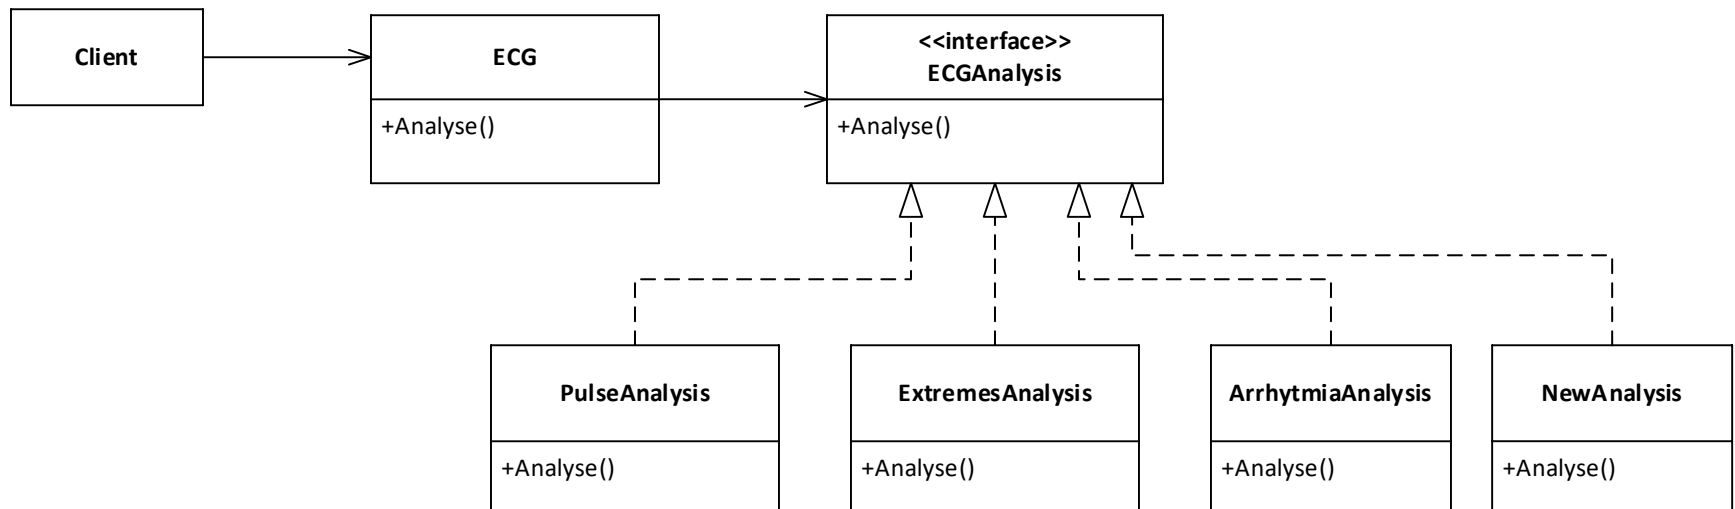 Client
ECG
+Analyse()
<<interface>>
ECGAnalysis
+Analyse()
PulseAnalysis
+Analyse()
ExtremesAnalysis
+Analyse()
ArrhytmiaAnalysis
+Analyse()
NewAnalysis
+Analyse()